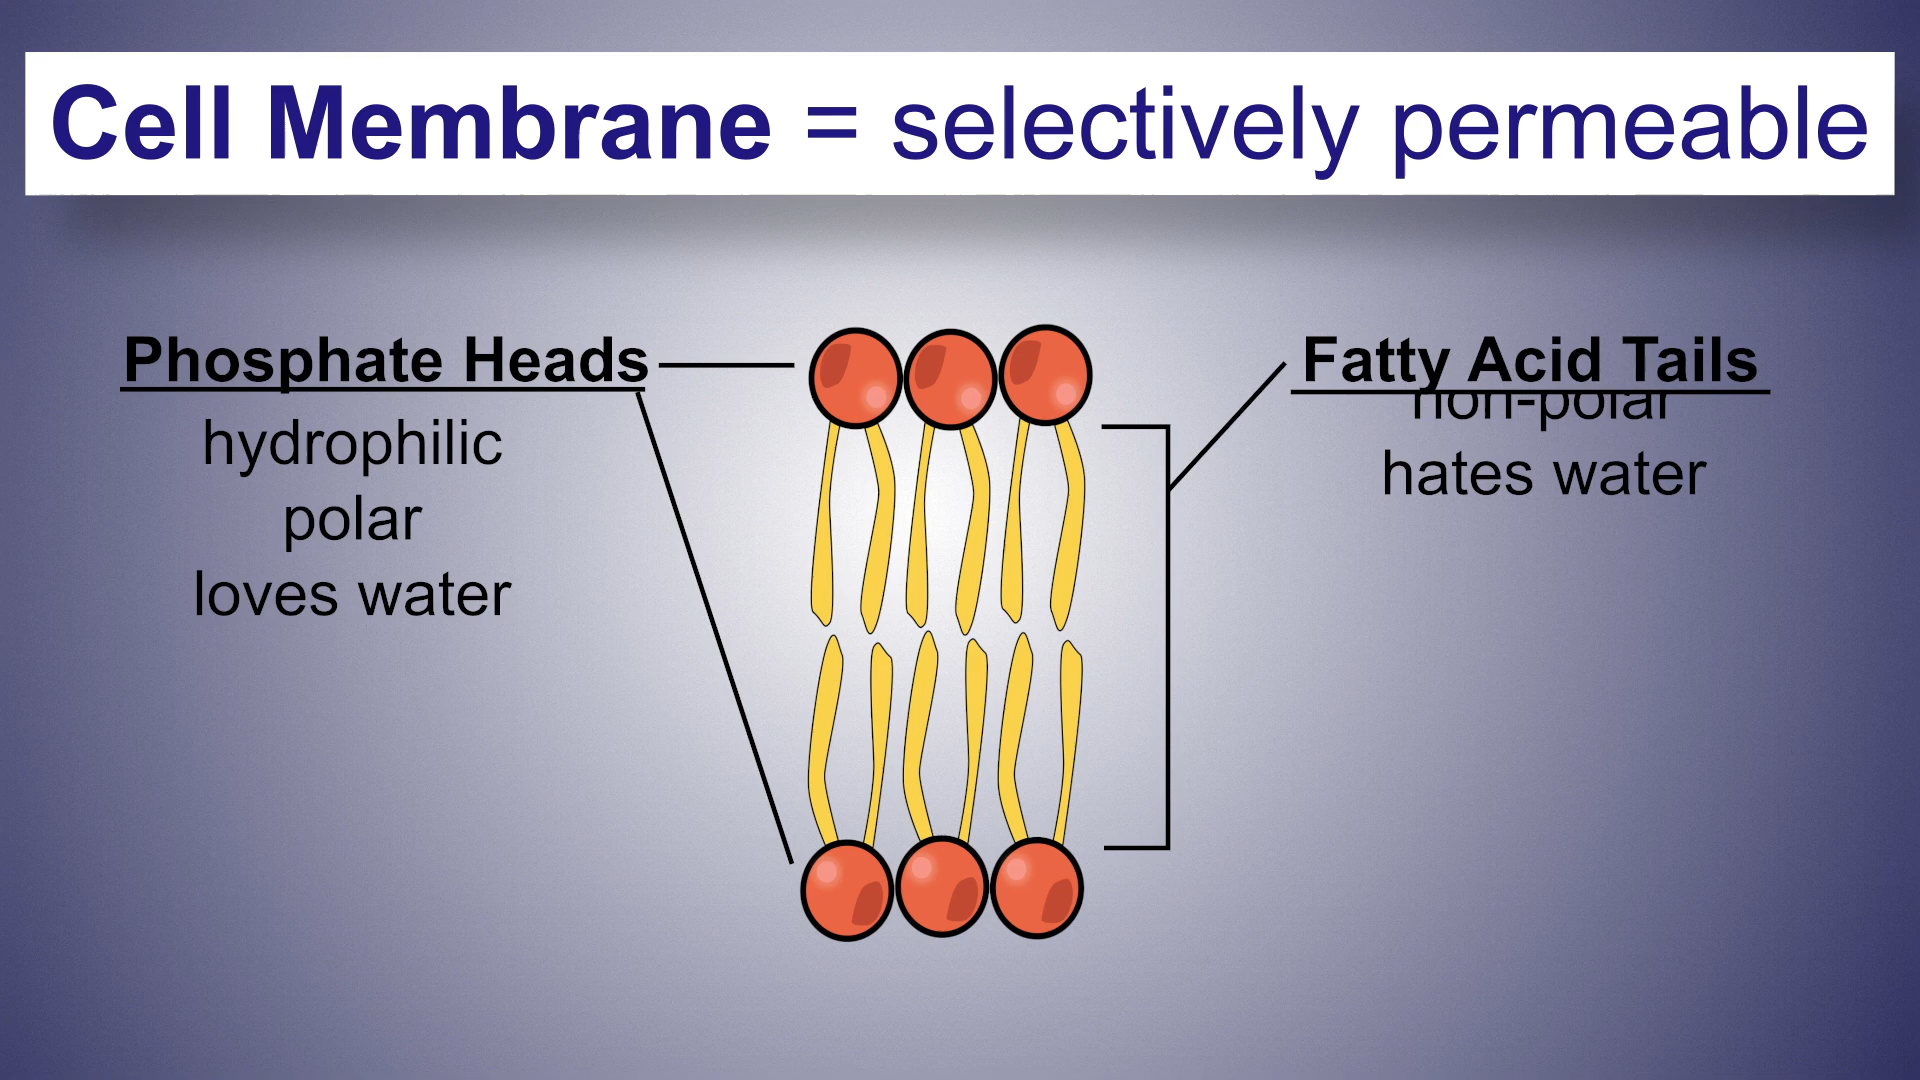 Cell Membrane = selectively permeable
Phosphate Heads
hydrophilic
polar
loves water
Fatty Acid Tails
non-polar
hates water